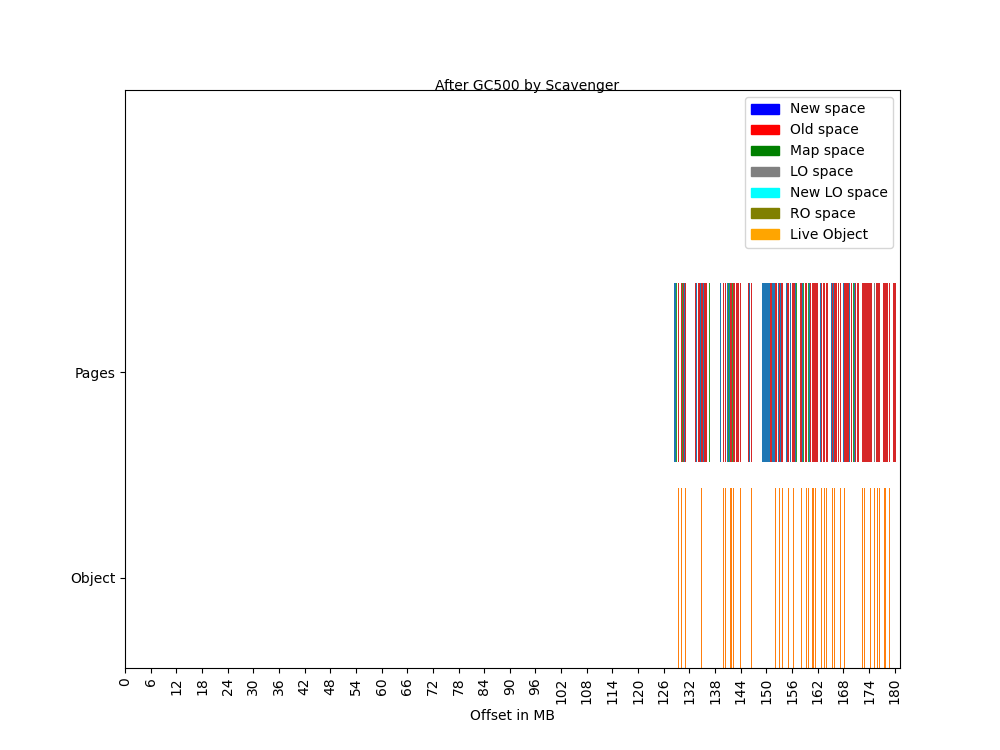 After GC500 by Scavenger
New space
Old space
Map space
LO space
New LO space
RO space
Live Object
Pages
Object
0 6 12 18 24 30 36 42 48 54 60 66 72 78 84 90 96 102 108 114 120 126 132 138 144 150 156 162 168 174 180
Offset in MB